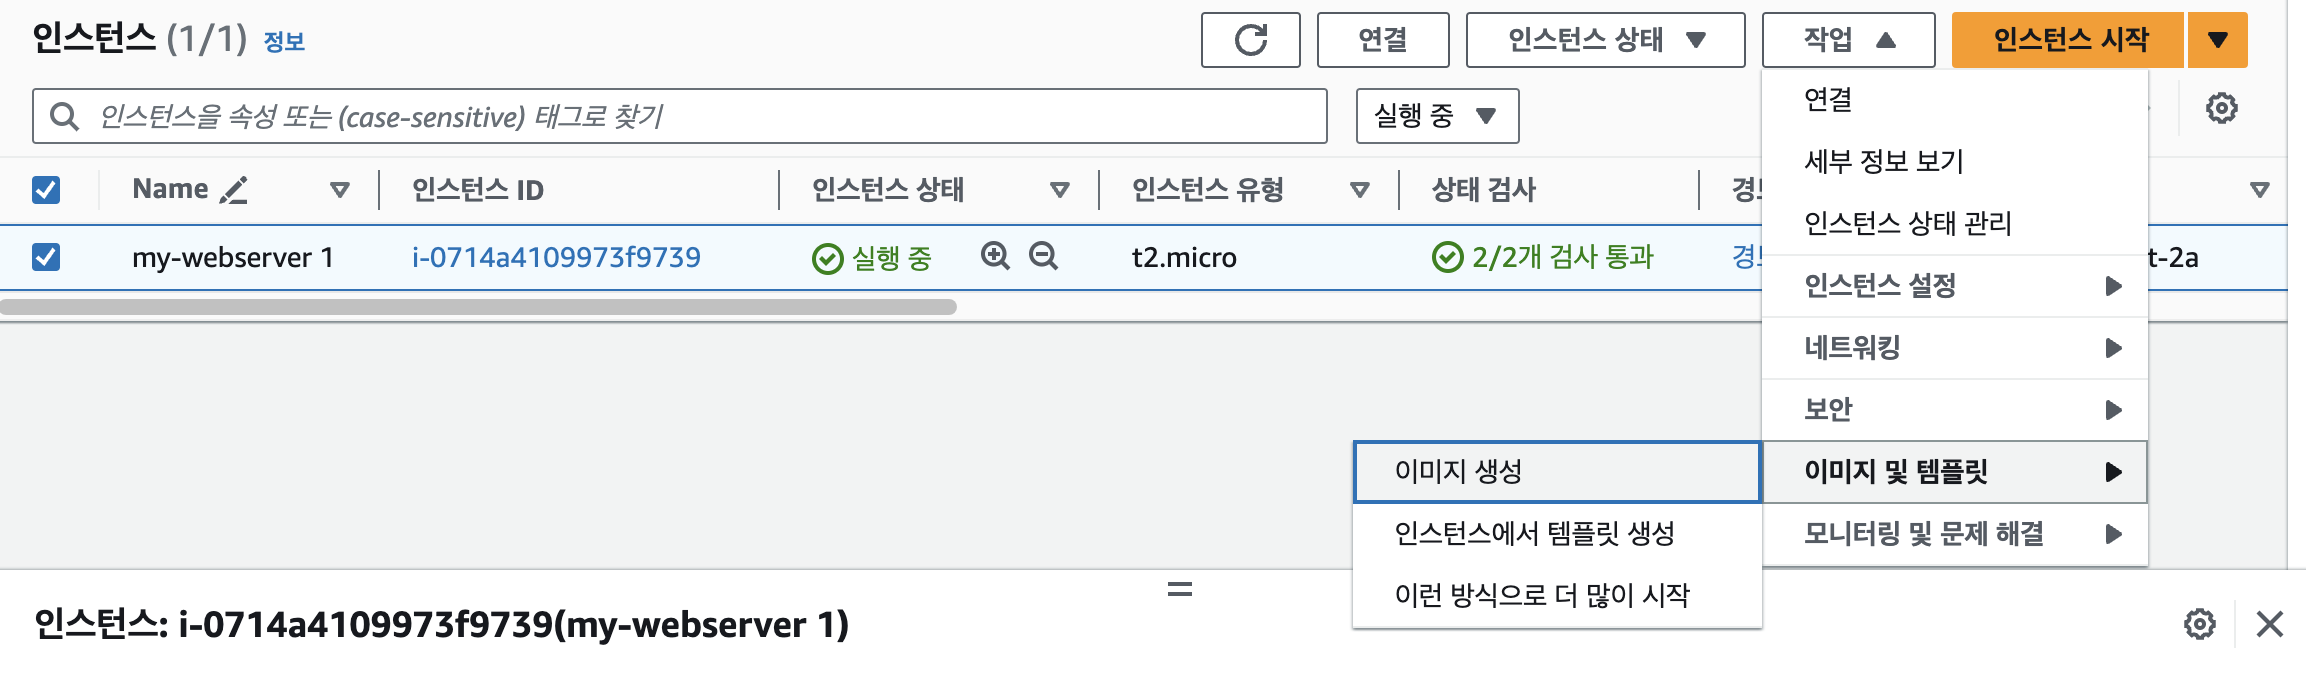 인스턴스 (1/1) 정보
연결
인스턴스 상태
작업
인스턴스 시작
인스턴스을 속성 또는 (case-sensitive) 태그로 찾기
실행 중
Name
인스턴스 ID
인스턴스 상태
인스턴스 유형
상태 검사
my-webserver 1
i-0714a4109973f9739
실행 중
t2.micro
2/2개 검사 통과
t-2a
연결
세부 정보 보기
인스턴스 상태 관리
인스턴스 설정
네트워킹
보안
이미지 및 템플릿
모니터링 및 문제 해결
이미지 생성
인스턴스에서 템플릿 생성
이런 방식으로 더 많이 시작
인스턴스: i-0714a4109973f9739(my-webserver 1)